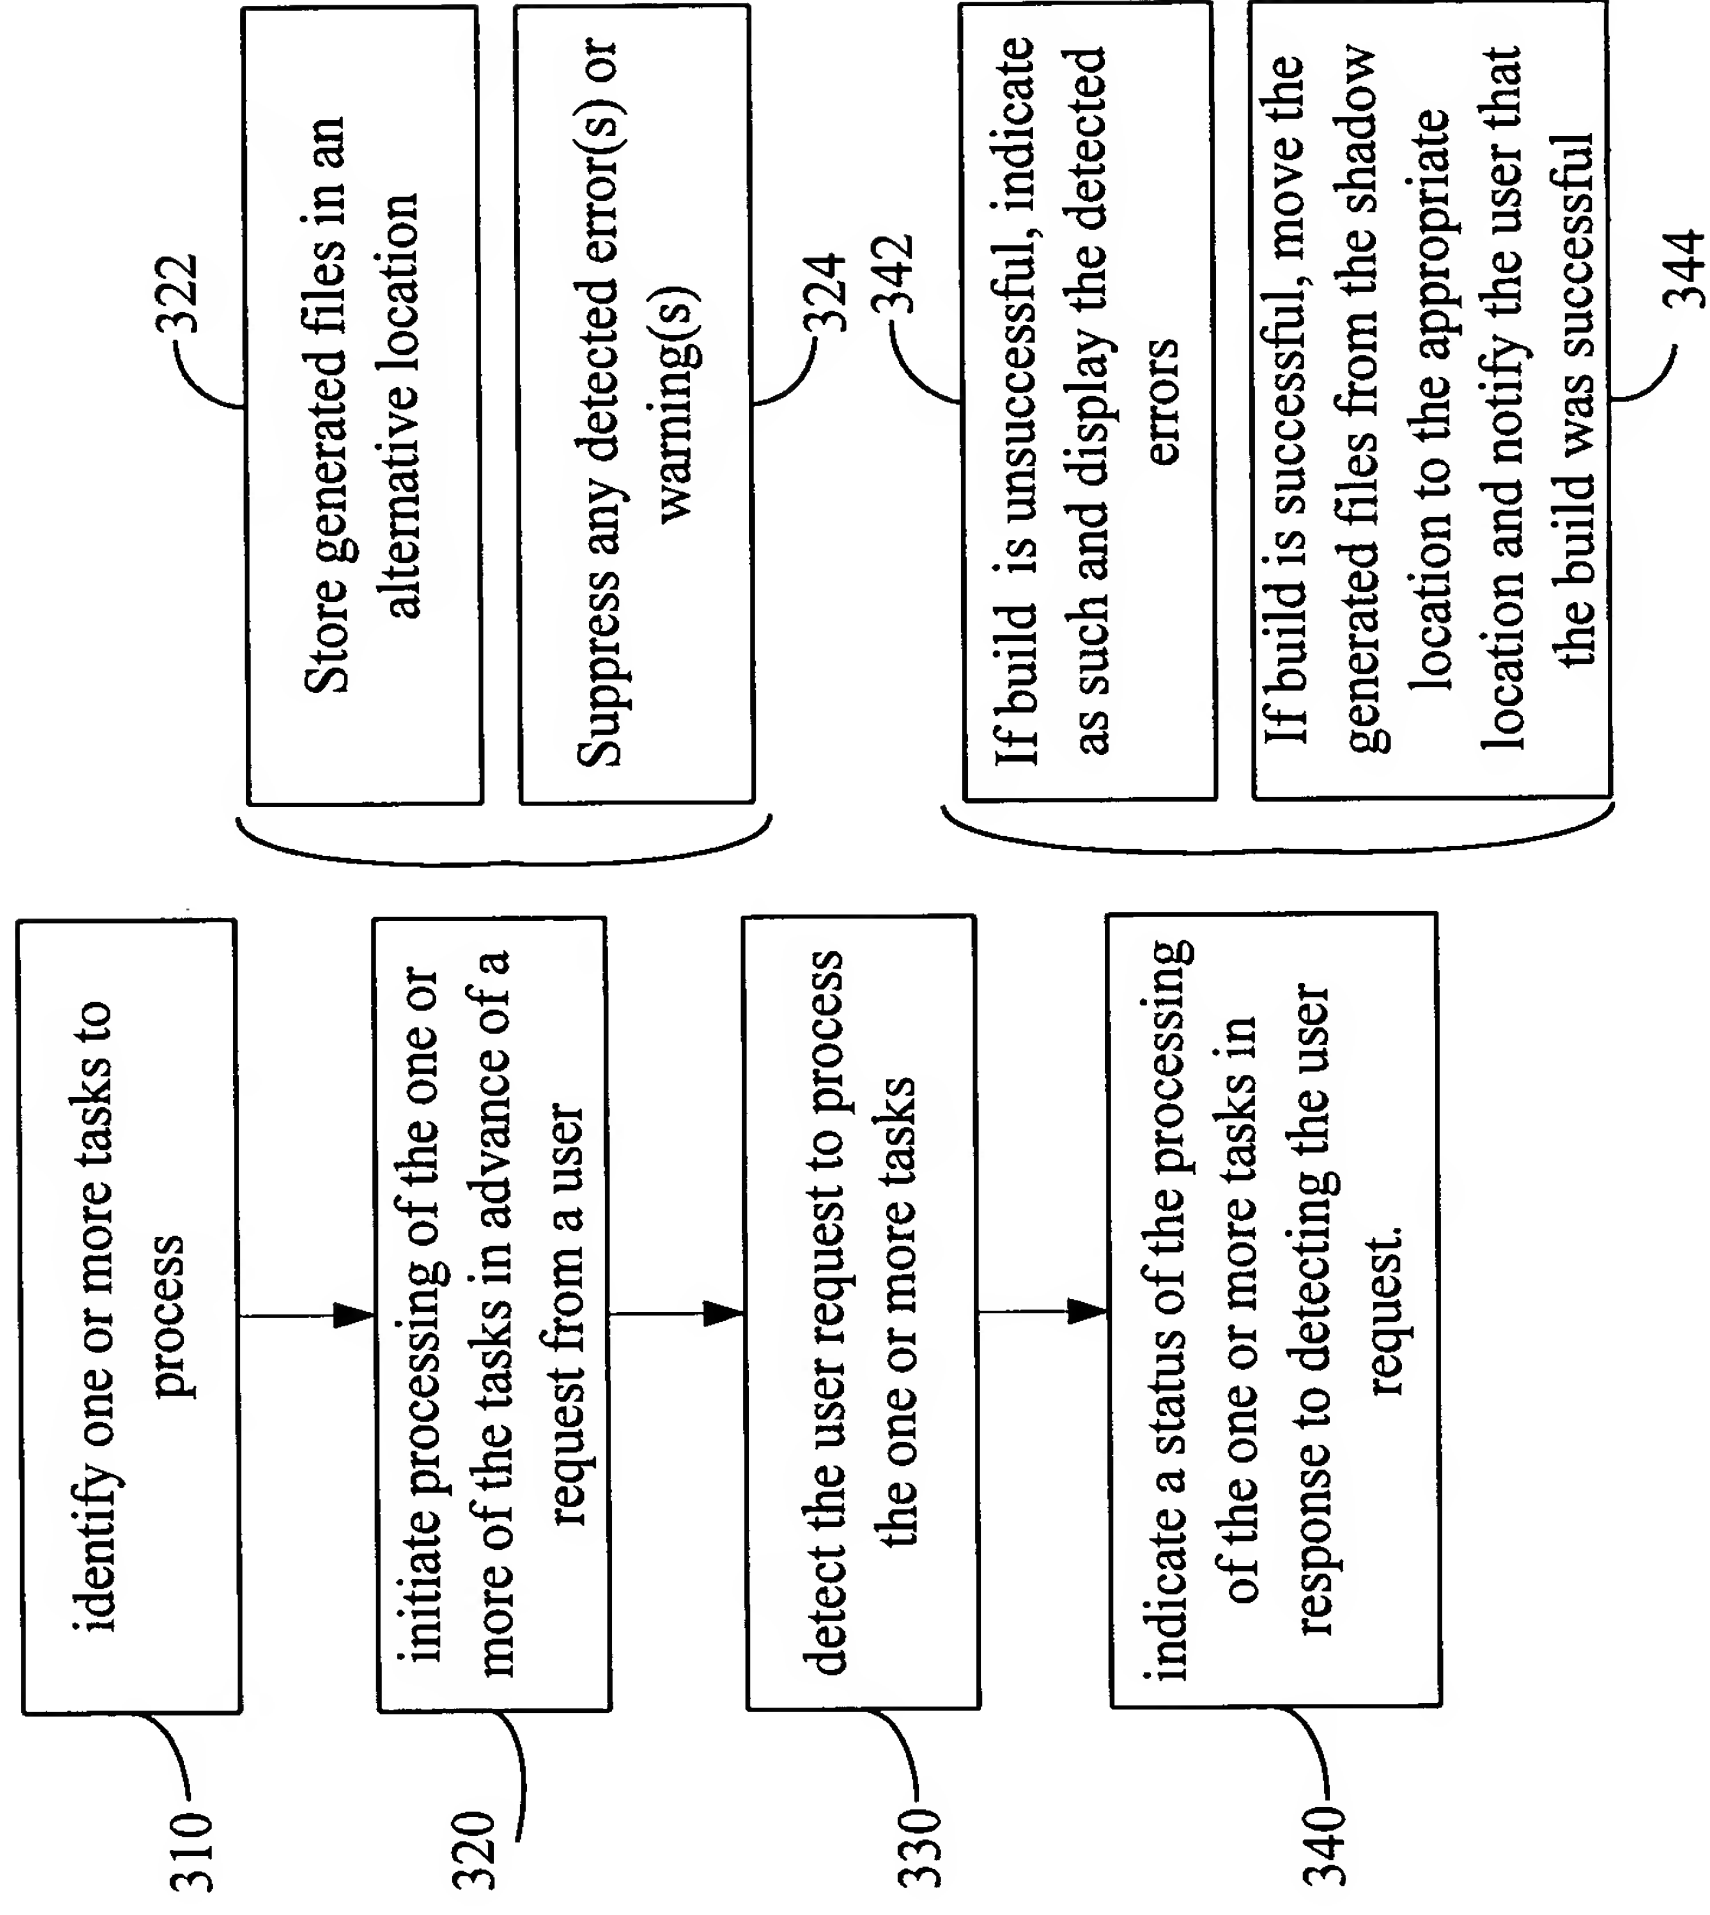 310
identify one or more tasks to
process
320
initiate processing of the one or
more of the tasks in advance of a
request from a user
322
Store generated files in an
alternative location
Suppress any detected error(s) or
warning(s)
324
330
detect the user request to process
the one or more tasks
340
indicate a status of the processing
of the one or more tasks in
response to detecting the user
request.
342
If build is unsuccessful, indicate
as such and display the detected
errors
If build is successful, move the
generated files from the shadow
location to the appropriate
location and notify the user that
the build was successful
344